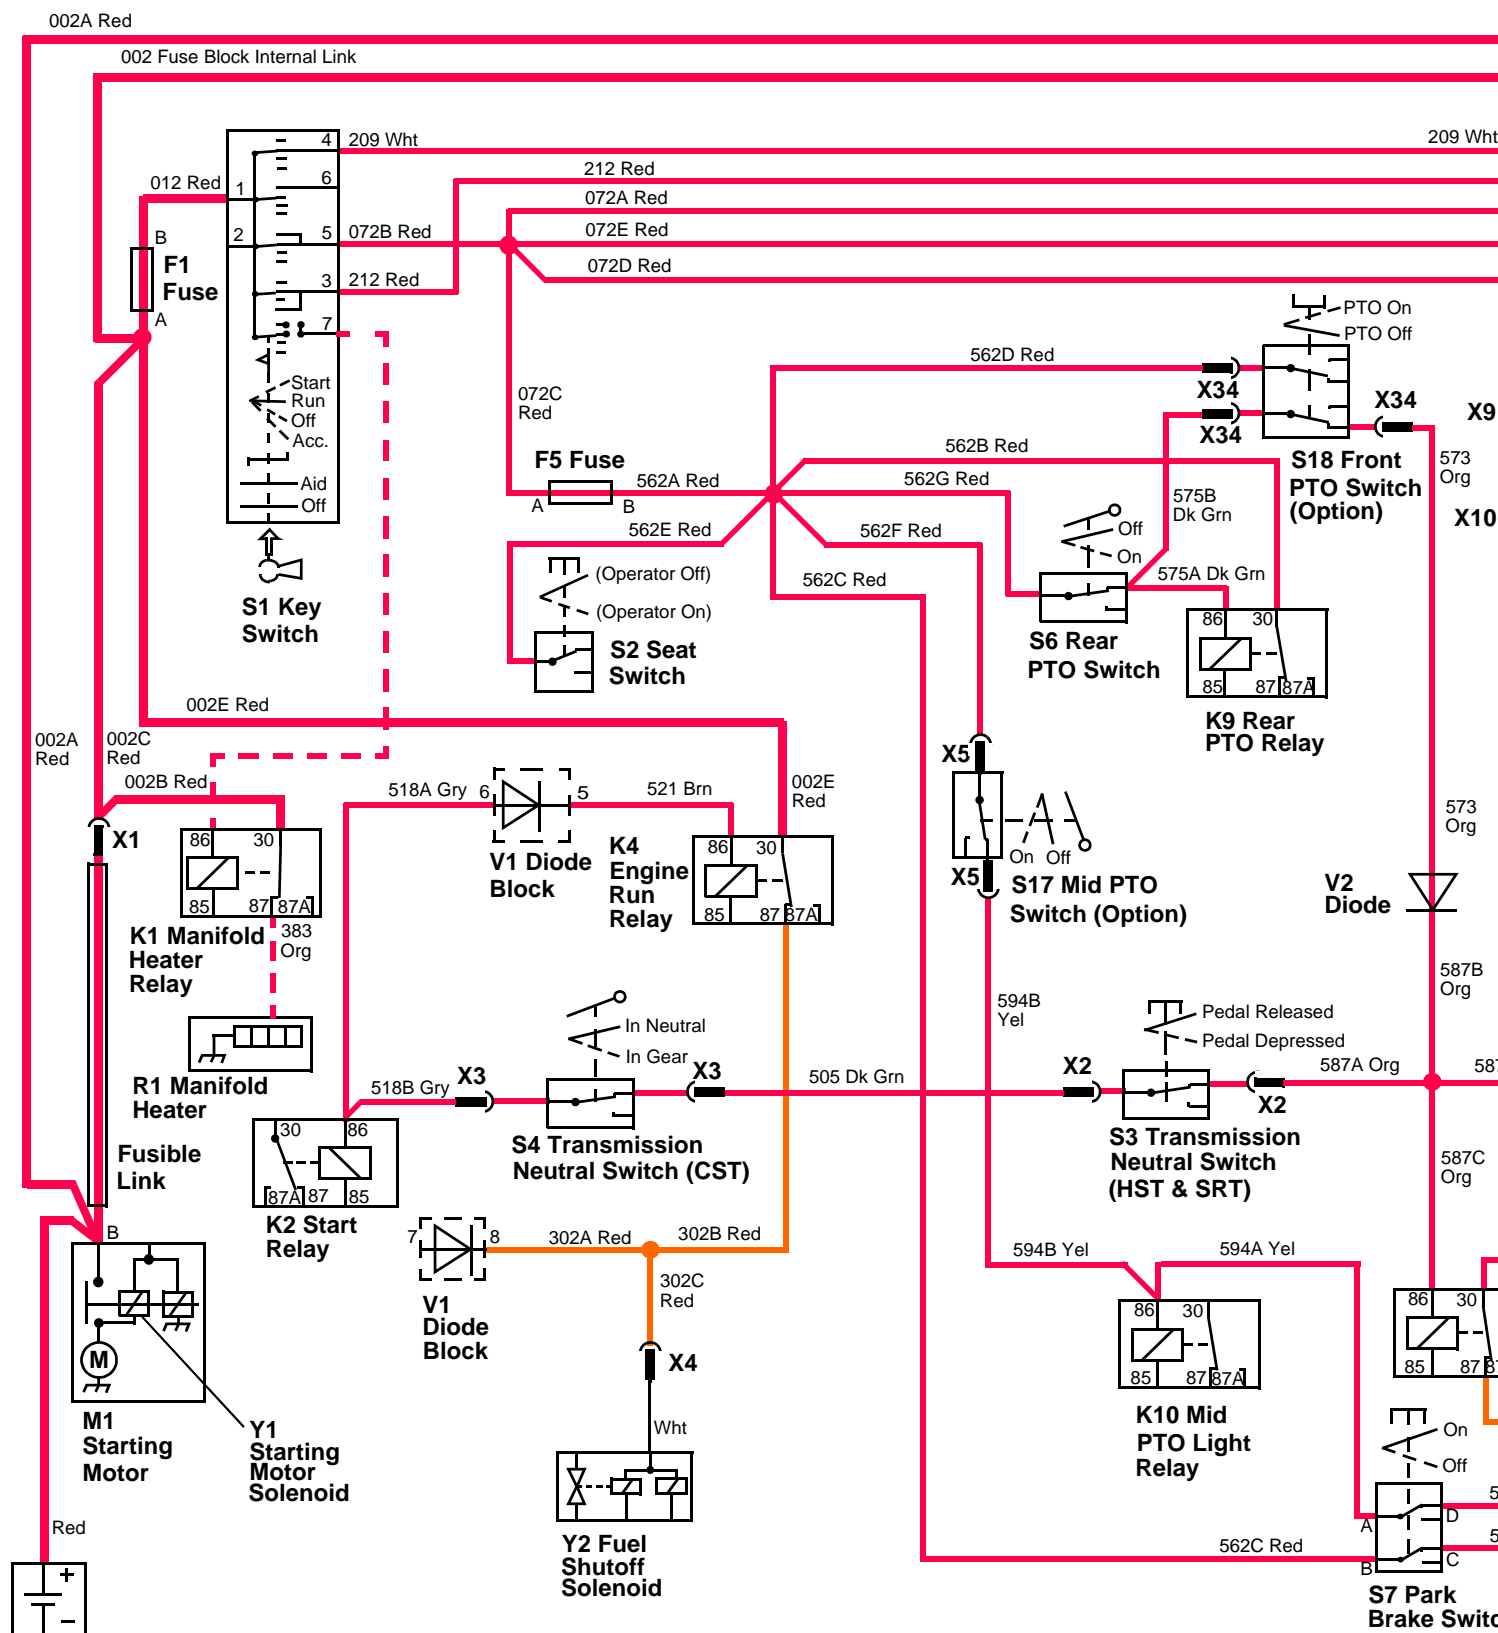 002A Red
002 Fuse Block Internal Link
4
209 Wht
209 Wht
012 Red
1
6
212 Red
072A Red
B
2
5
072B Red
072E Red
F1
Fuse
3
212 Red
072D Red
A
7
PTO On
PTO Off
Start
Run
Off
Acc.
562D Red
X34
X34
X34
X9
072C
Red
Aid
Off
F5 Fuse
A
B
562A Red
562B Red
562G Red
S18 Front
PTO Switch
(Option)
573
Org
X10
575B
Dk Grn
562E Red
562F Red
Off
On
(Operator Off)
(Operator On)
562C Red
575A Dk Grn
S1 Key
Switch
S2 Seat
Switch
S6 Rear
PTO Switch
86
30
85
87
87A
K9 Rear
PTO Relay
002E Red
002A
Red
002C
Red
002B Red
X1
518A Gry
6
5
521 Brn
002E
Red
X5
573
Org
86
30
85
87
87A
V1 Diode
Block
K4
Engine
Run
Relay
86
30
85
87
87A
On
Off
X5
S17 Mid PTO
Switch (Option)
V2
Diode
K1 Manifold
Heater
Relay
383
Org
587B
Org
594B
Yel
In Neutral
In Gear
Pedal Released
Pedal Depressed
R1 Manifold
Heater
518B Gry
X3
X3
505 Dk Grn
X2
X2
587A Org
587
30
86
87A
87
85
S4 Transmission
Neutral Switch (CST)
S3 Transmission
Neutral Switch
(HST & SRT)
Fusible
Link
587C
Org
K2 Start
Relay
B
7
8
302A Red
302B Red
594B Yel
594A Yel
302C
Red
V1
Diode
Block
X4
86
30
85
87
87A
86
30
85
87
M
M1
Starting
Motor
Y1
Starting
Motor
Solenoid
Wht
K10 Mid
PTO Light
Relay
On
Off
Red
A
D
5
B
C
5
562C Red
Y2 Fuel
Shutoff
Solenoid
+
−
S7 Park
Brake Switc